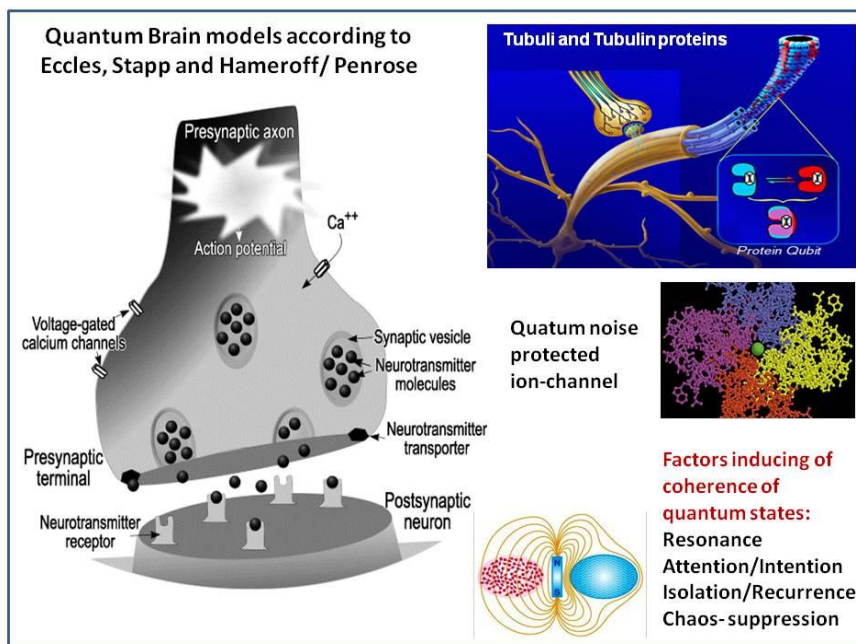 Quantum Brain models according to
Eccles, Stapp and Hameroff/ Penrose
Presynaptic axon
Action potential
Ca++
Voltage-gated
calcium channels
Synaptic vesicle
Neurotransmitter
molecules
Neurotransmitter
transporter
Presynaptic
terminal
Postsynaptic
neuron
Neurotransmitter
receptor
Tubuli and Tubulin proteins
Protein Qubit
Quatum noise
protected
ion-channel
Factors inducing of
coherence of
quantum states:
Resonance
Attention/Intention
Isolation/Recurrence
Chaos- suppression
N
S